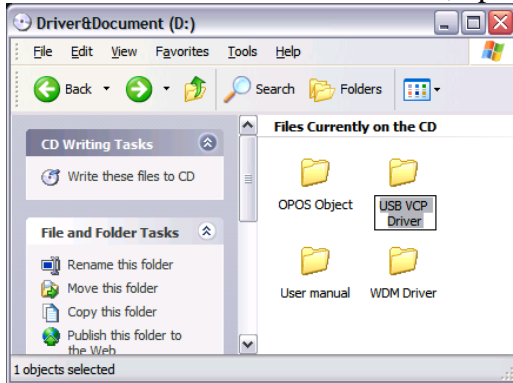 Driver&Document (D:)
File Edit View Favorites Tools Help
Back Search Folders
CD Writing Tasks
Write these files to CD
File and Folder Tasks
Rename this folder
Move this folder
Copy this folder
Publish this folder to
the Web
Files Currently on the CD
OPOS Object
USB VCP
Driver
User manual
WDM Driver
1 objects selected